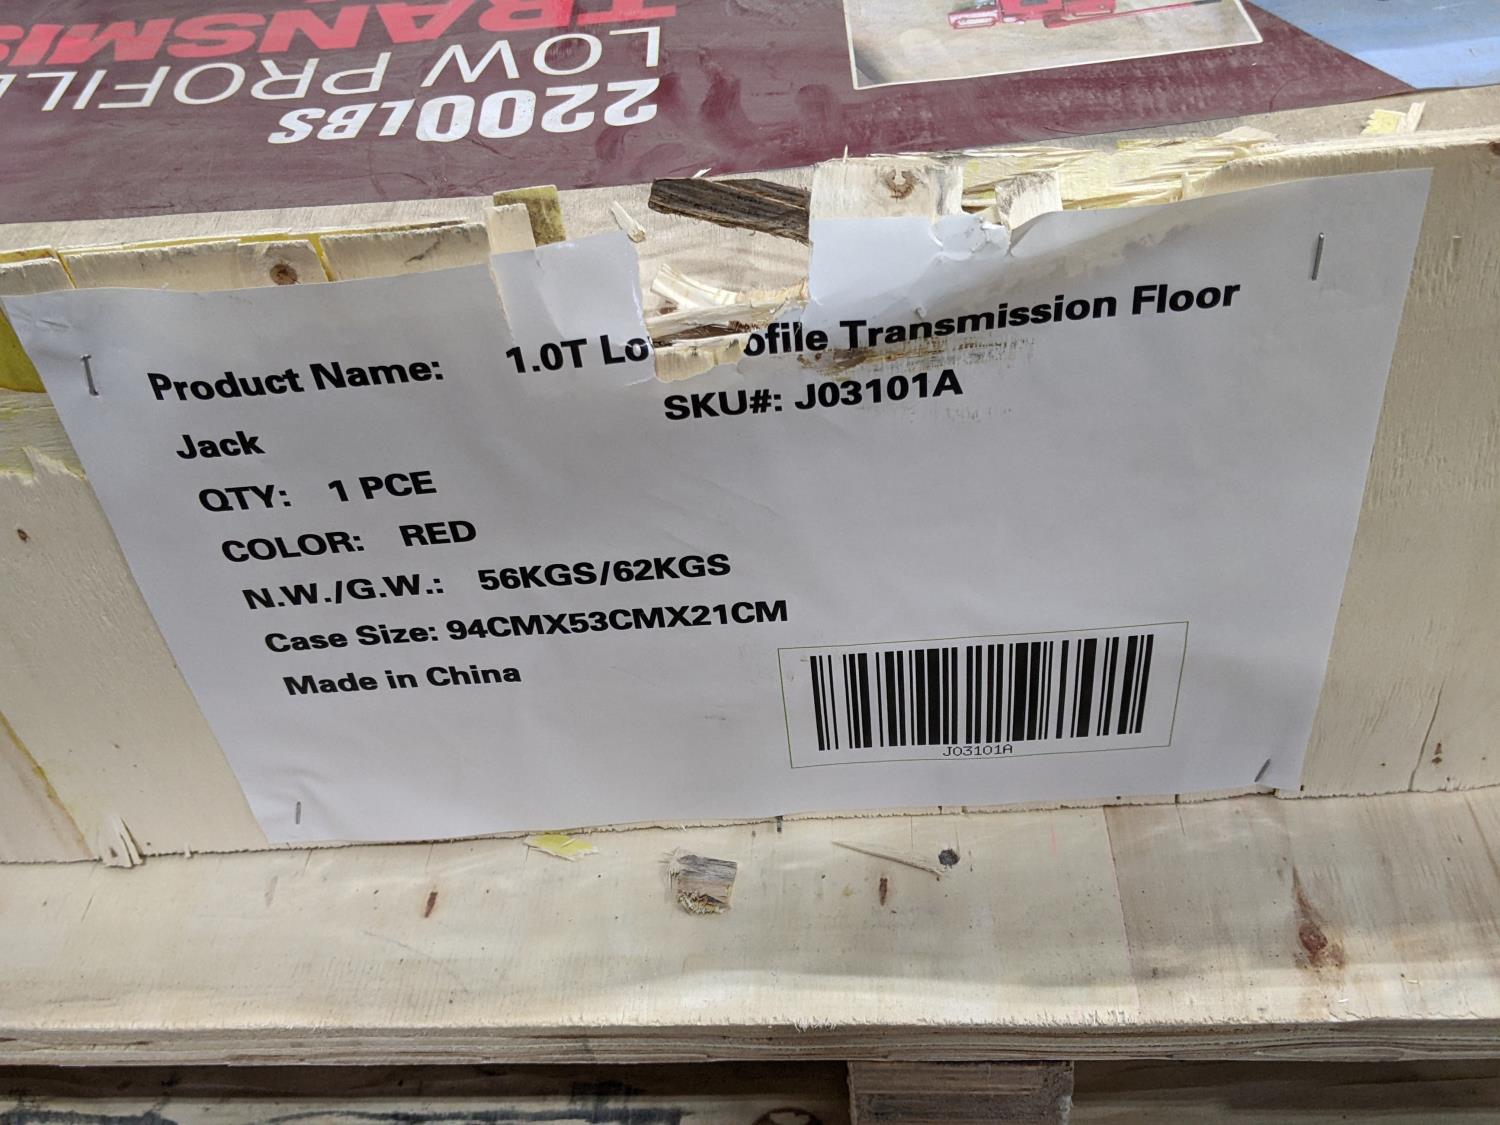 2200LBS
LOW PROFILE
TRANSMIS
Product Name: 1.0T Lo ofile Transmission Floor
Jack SKU#: J03101A
QTY: 1 PCE
COLOR: RED
N.W./G.W.: 56KGS/62KGS
Case Size: 94CMX53CMX21CM
Made in China
J03101A